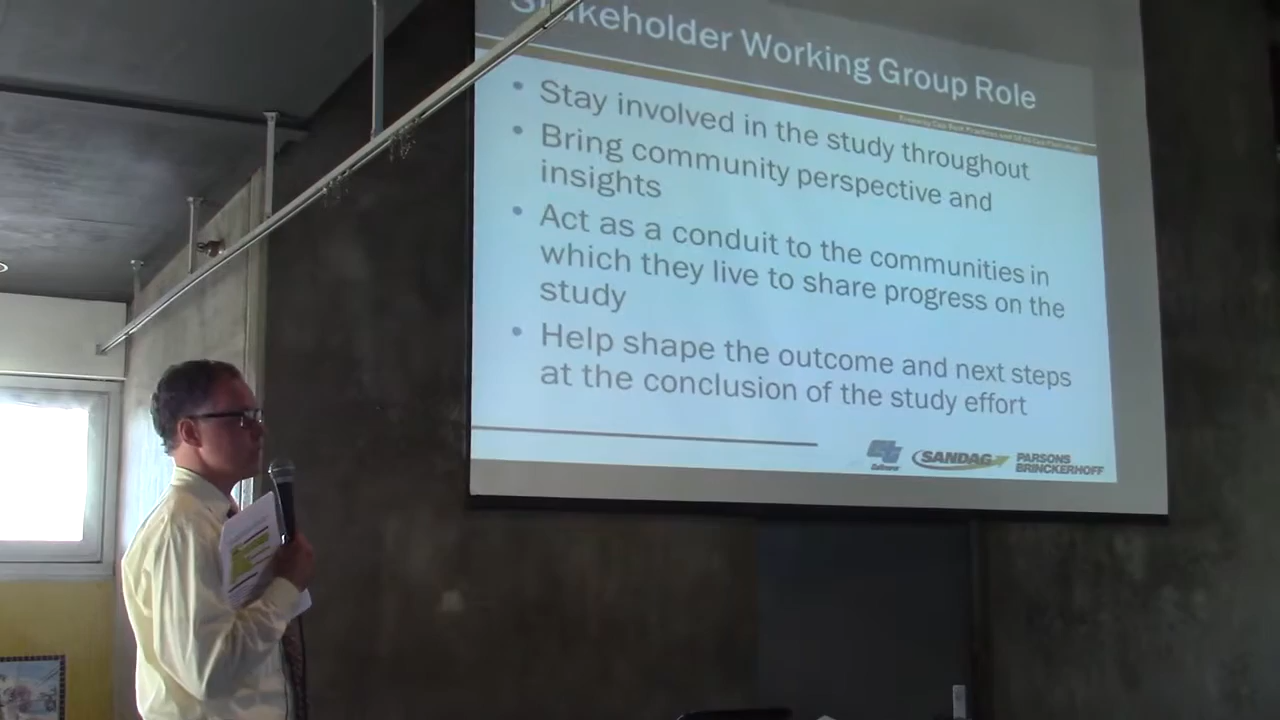 Stakeholder Working Group Role
• Stay involved in the study throughout
• Bring community perspective and
insights
• Act as a conduit to the communities in
which they live to share progress on the
study
• Help shape the outcome and next steps
at the conclusion of the study effort
Caltrans
SANDAG
PARSONS
BRINCKERHOFF